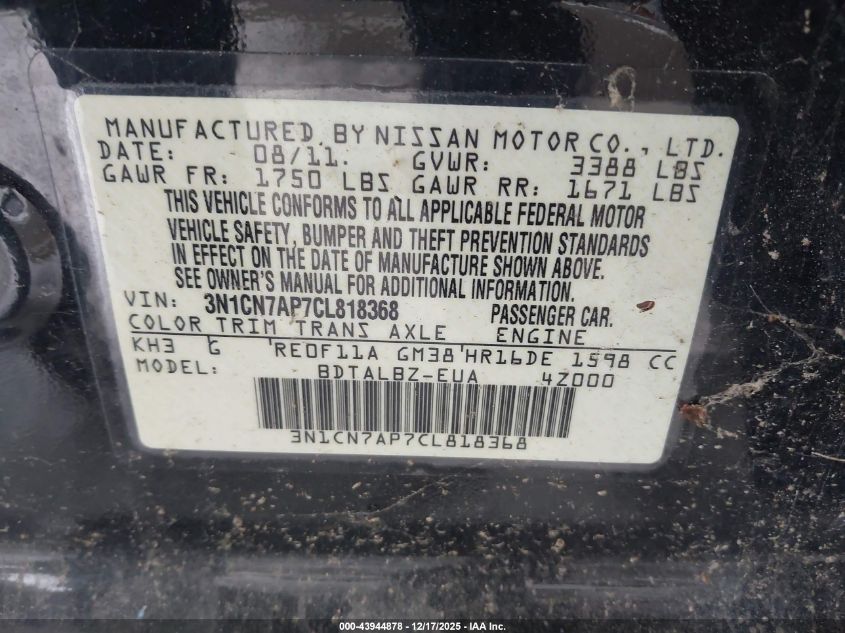 MANUFACTURED BY NISSAN MOTOR CO., LTD.
DATE: 08/11. GVWR: 3388 LBS
GAWR FR: 1750 LBS GAWR RR: 1671 LBS
THIS VEHICLE CONFORMS TO ALL APPLICABLE FEDERAL MOTOR
VEHICLE SAFETY, BUMPER AND THEFT PREVENTION STANDARDS
IN EFFECT ON THE DATE OF MANUFACTURE SHOWN ABOVE.
SEE OWNER'S MANUAL FOR ADDITIONAL INFORMATION.
VIN: 3N1CN7AP7CL818368 PASSENGER CAR.
COLOR TRIM TRANS AXLE ENGINE
KH3 G RE0F11A GM38 HR16DE 1598 CC
BDTALBZ-EUA 4Z000
3N1CN7AP7CL818368
000-43944878 - 12/17/2025 - IAA Inc.